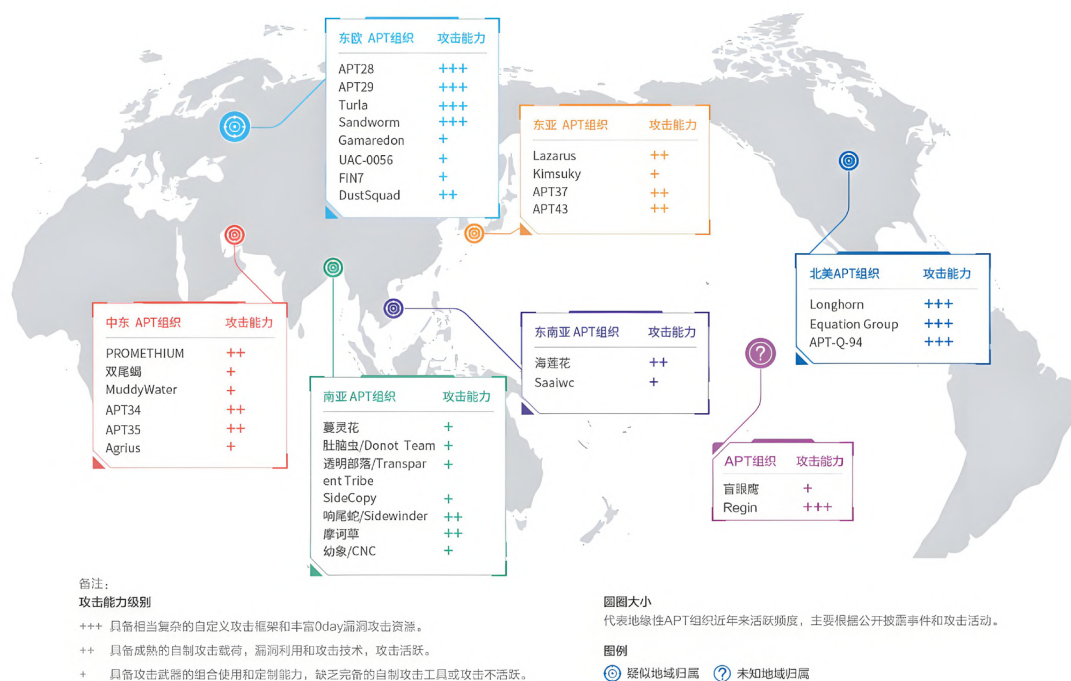 东欧 APT组织 攻击能力
APT28 +++
APT29 +++
Turla +++
Sandworm +++
Gamaredon +
UAC-0056 +
FIN7 +
DustSquad ++
东亚 APT组织 攻击能力
Lazarus ++
Kimsuky +
APT37 ++
APT43 ++
北美APT组织 攻击能力
Longhorn +++
Equation Group +++
APT-Q-94 +++
中东 APT组织 攻击能力
PROMETHIUM ++
双尾蝎 +
MuddyWater +
APT34 ++
APT35 ++
Agrius +
东南亚 APT组织 攻击能力
海莲花 ++
Saaiwc +
南亚 APT组织 攻击能力
蔓灵花 +
肚脑虫/Donot Team +
透明部落/Transpar +
ent Tribe
SideCopy +
响尾蛇/Sidewinder ++
摩诃草 ++
幼象/CNC +
?
APT组织 攻击能力
盲眼鹰 +
Regin +++
备注:
攻击能力级别
+++ 具备相当复杂的自定义攻击框架和丰富0day漏洞攻击资源。
++ 具备成熟的自制攻击载荷，漏洞利用和攻击技术，攻击活跃。
+ 具备攻击武器的组合使用和定制能力，缺乏完备的自制攻击工具或攻击不活跃。
圆圈大小
代表地缘性APT组织近年来活跃频度，主要根据公开披露事件和攻击活动。
图例
疑似地域归属 ? 未知地域归属